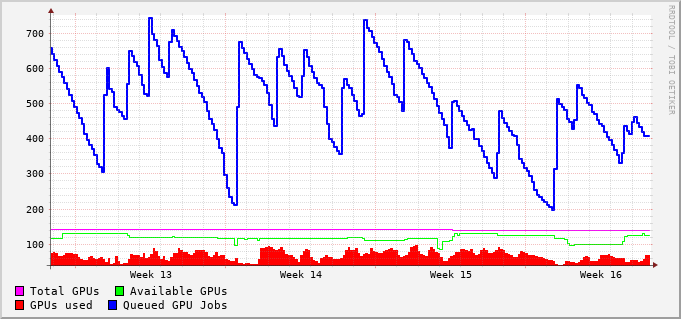 700
600
500
400
300
200
100
Week 13 Week 14 Week 15 Week 16
Total GPUs Available GPUs
GPUs used Queued GPU Jobs
RRDTOOL / TOBI OETIKER